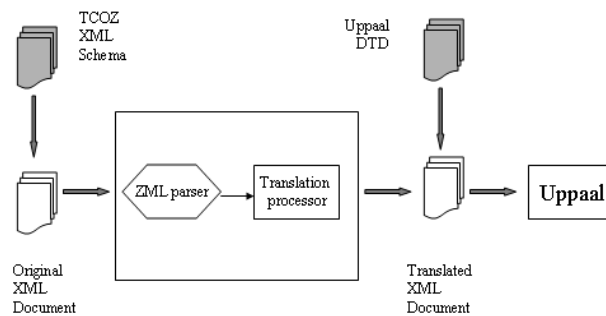 TCOZ
XML
Schema
Uppaal
DTD
ZML parser
Translation
processor
Uppaal
Original
XML
Document
Translated
XML
Document